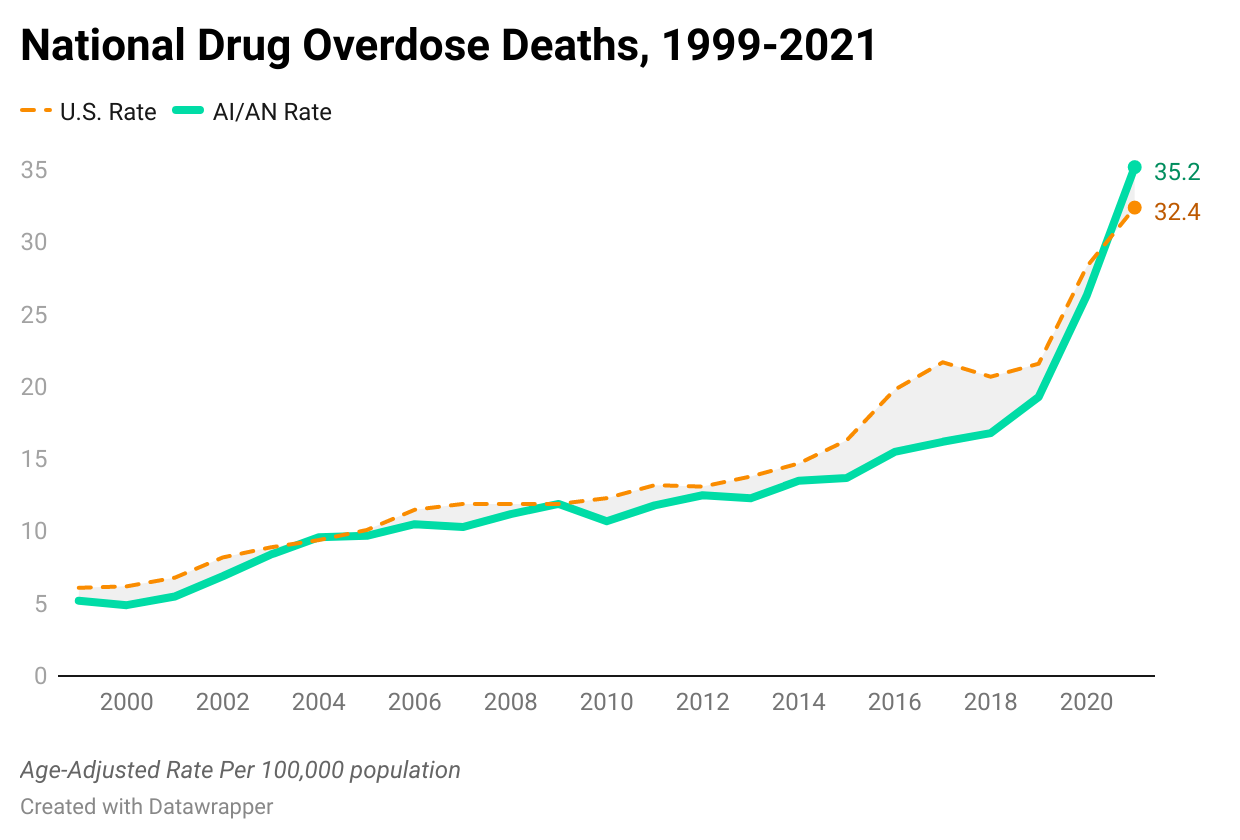 National Drug Overdose Deaths, 1999-2021
U.S. Rate AI/AN Rate
35
35.2
32.4
30
25
20
15
10
5
0
2000 2002 2004 2006 2008 2010 2012 2014 2016 2018 2020
Age-Adjusted Rate Per 100,000 population
Created with Datawrapper